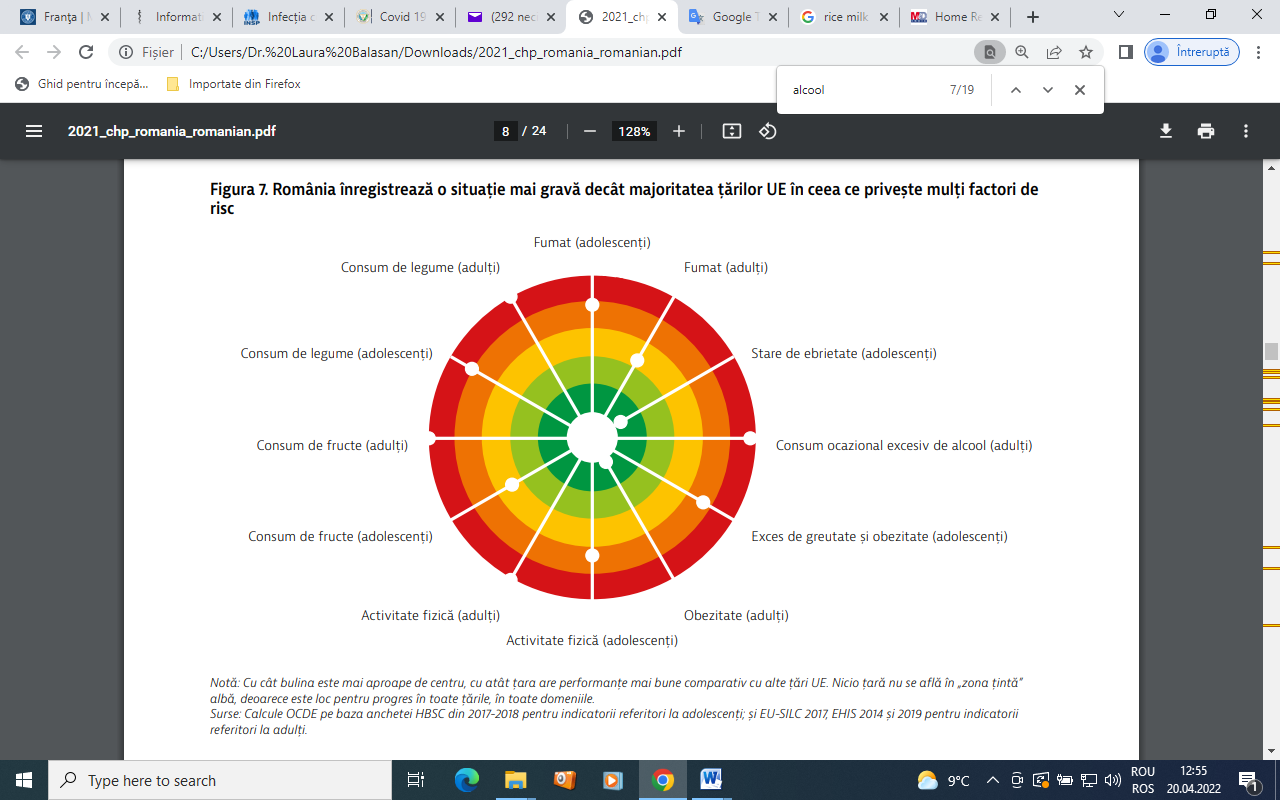 Franța | M
Informati
INSP
Infecția c
Covid 19
(292 neci
2021_chp
Google T
rice milk
Home Re
Fișier
C:/Users/Dr.%20Laura%20Balasan/Downloads/2021_chp_romania_romanian.pdf
Întreruptă
Ghid pentru începă...
Importate din Firefox
alcool
7/19
2021_chp_romania_romanian.pdf
8 / 24
128%
Figura 7. România înregistrează o situație mai gravă decât majoritatea țărilor UE în ceea ce privește mulți factori de
risc
Fumat (adolescenți)
Consum de legume (adulți)
Fumat (adulți)
Consum de legume (adolescenți)
Stare de ebrietate (adolescenți)
Consum de fructe (adulți)
Consum ocazional excesiv de alcool (adulți)
Consum de fructe (adolescenți)
Exces de greutate și obezitate (adolescenți)
Activitate fizică (adulți)
Obezitate (adulți)
Activitate fizică (adolescenți)
Notă: Cu cât bulina este mai aproape de centru, cu atât țara are performanțe mai bune comparativ cu alte țări UE. Nicio țară nu se află în „zona țintă”
albă, deoarece este loc pentru progres în toate țările, în toate domeniile.
Surse: Calcule OCDE pe baza anchetei HBSC din 2017-2018 pentru indicatorii referitori la adolescenți; și EU-SILC 2017, EHIS 2014 și 2019 pentru indicatorii
referitori la adulți.
Type here to search
9°C
ROU
ROS
12:55
20.04.2022
1